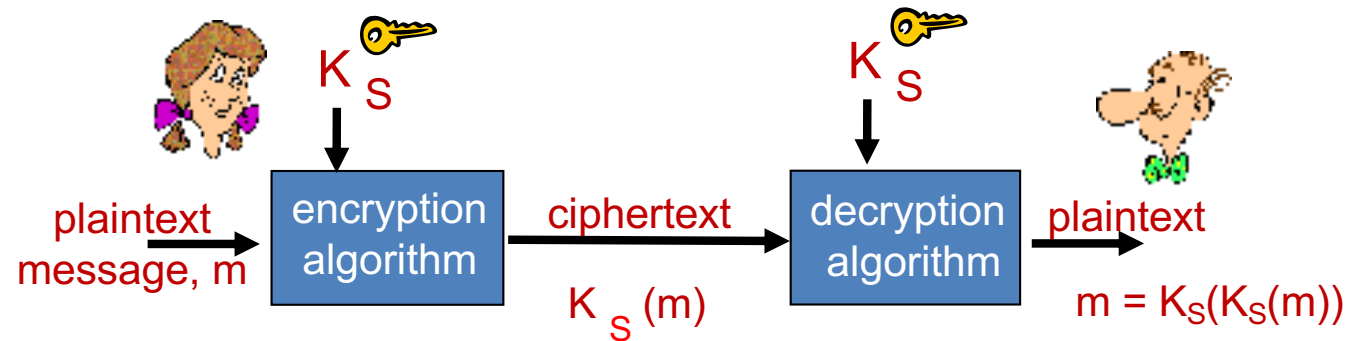 K S
K S
plaintext
message, m
encryption
algorithm
ciphertext
K S (m)
decryption
algorithm
plaintext
m = KS(KS(m))